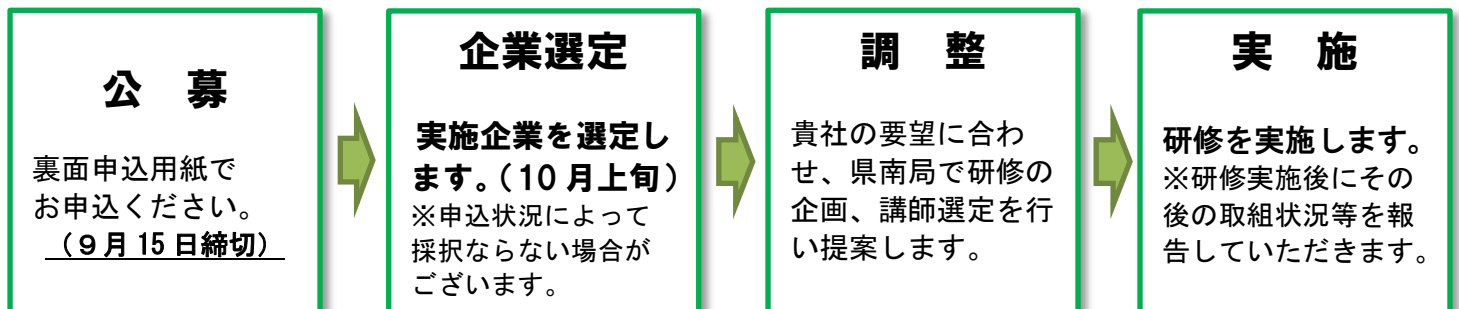 公　募
裏面申込用紙で
お申込ください。
（９月 15 日締切）
企業選定
実施企業を選定し
ます。（10 月上旬）
※申込状況によって
採択ならない場合が
ございます。
調　整
貴社の要望に合わ
せ、県南局で研修の
企画、講師選定を行
い提案します。
実　施
研修を実施します。
※研修実施後にその
後の取組状況等を報
告していただきます。